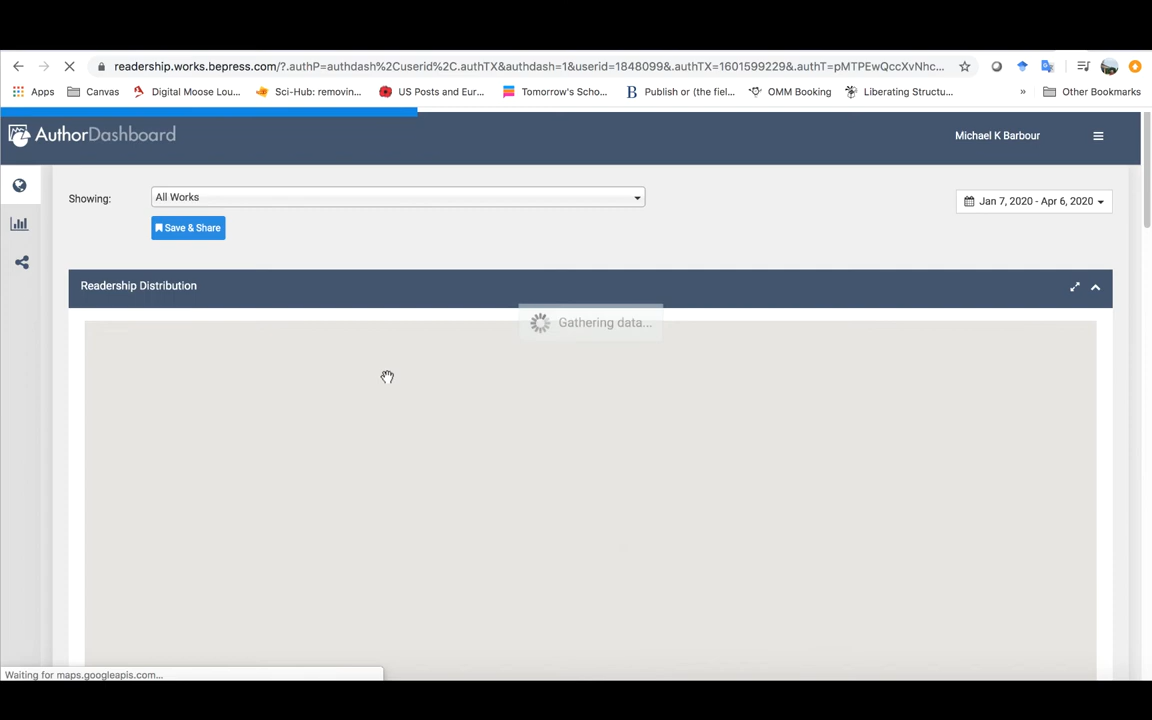 readership.works.bepress.com/?.authP=authdash%2Cuserid%2C.authTX&authdash=1&userid=1848099&.authTX=1601599229&.authT=pMTPEwQccXvNhc...
Apps Canvas Digital Moose Lou... Sci-Hub: removin... US Posts and Eur... Tomorrow's Scho... Publish or (the fiel... OMM Booking Liberating Structu... » Other Bookmarks
AuthorDashboard Michael K Barbour
Showing: All Works Jan 7, 2020 - Apr 6, 2020
Save & Share
Readership Distribution
Gathering data...
Waiting for maps.googleapis.com...